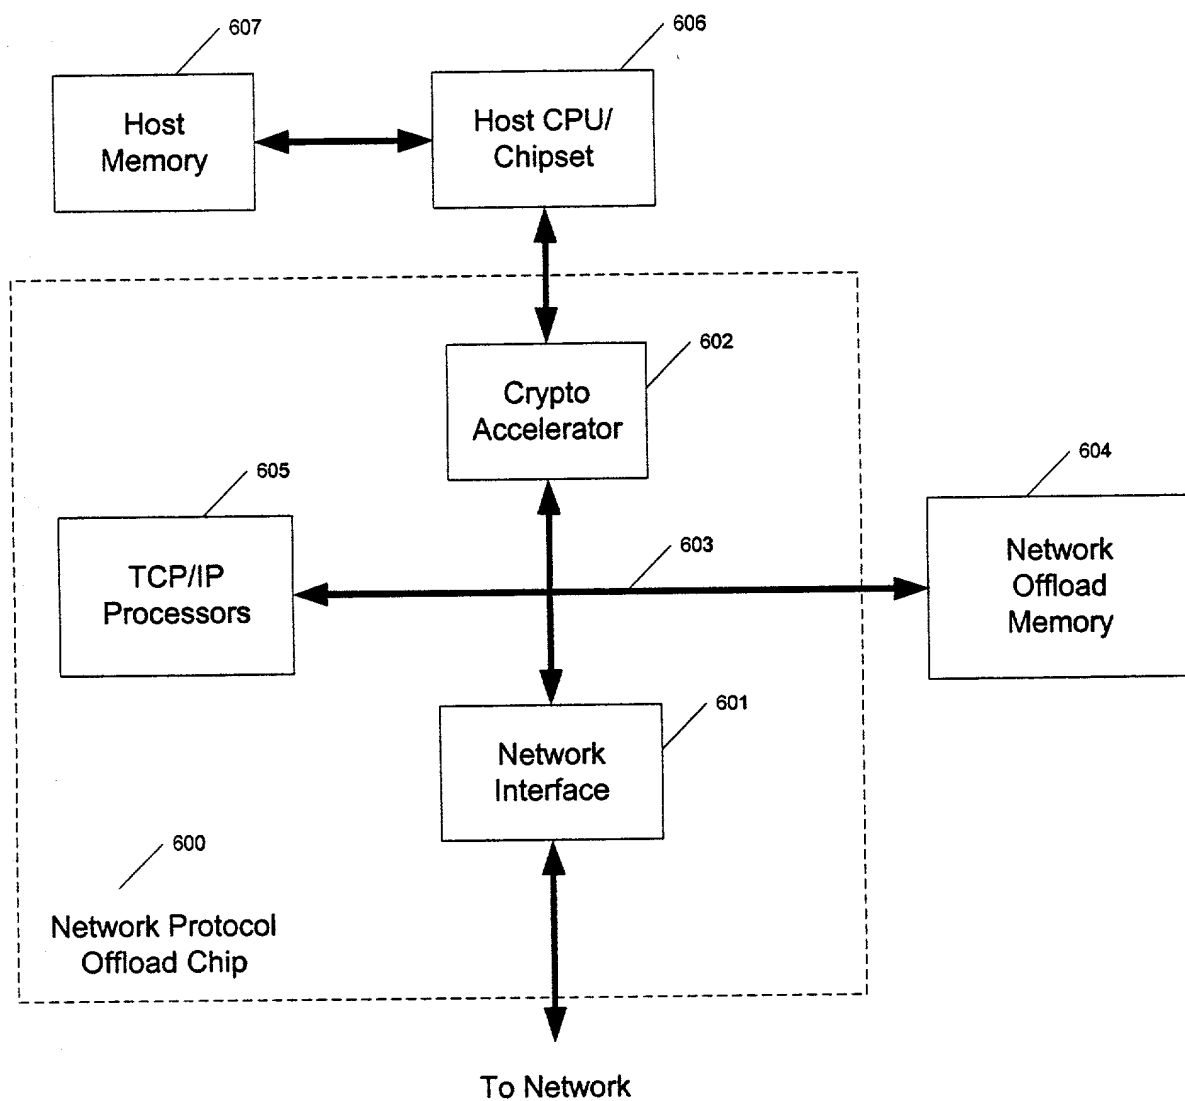 607
606
Host
Memory
Host CPU/
Chipset
602
Crypto
Accelerator
605
604
TCP/IP
Processors
603
Network
Offload
Memory
601
Network
Interface
600
Network Protocol
Offload Chip
To Network